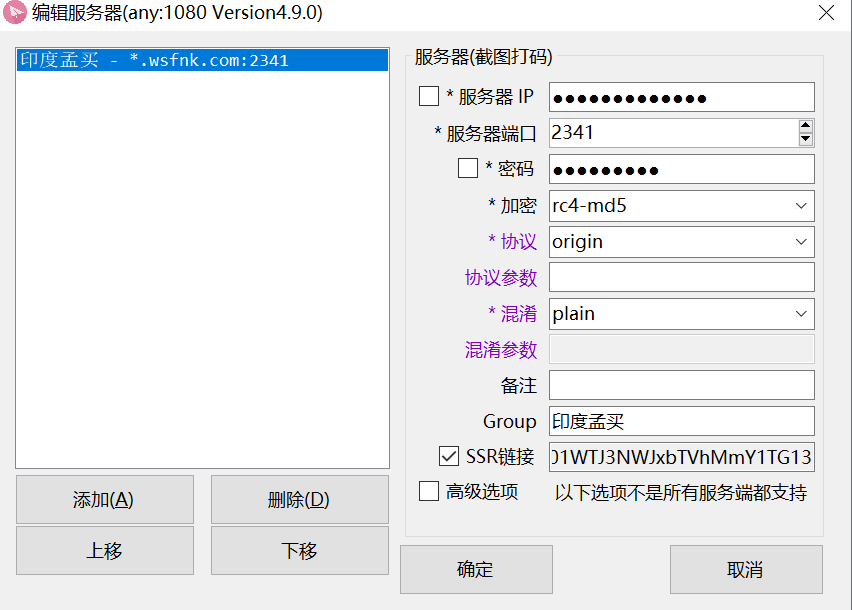 编辑服务器(any:1080 Version4.9.0)
印度孟买 - *.wsfnk.com:2341
服务器(截图打码)
* 服务器 IP ●●●●●●●●●●●●●
* 服务器端口 2341
* 密码 ●●●●●●●●●
* 加密 rc4-md5
* 协议 origin
协议参数
* 混淆 plain
混淆参数
备注
Group 印度孟买
SSR链接 01WTJ3NWJxbTVhMmY1TG13
高级选项 以下选项不是所有服务端都支持
添加(A) 删除(D)
上移 下移
确定 取消